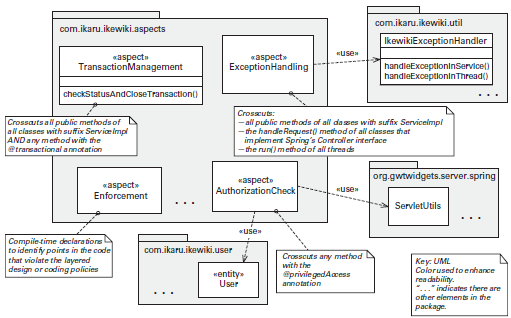 com.ikaru.ikewiki.aspects
«aspect»
TransactionManagement
checkStatusAndCloseTransaction()
«aspect»
ExceptionHandling
«use»
com.ikaru.ikewiki.util
IkewikiExceptionHandler
handleExceptionInService()
handleExceptionInThread()
. . .
Crosscuts all public methods of
all classes with suffix ServiceImpl
AND any method with the
@transactional annotation
Crosscuts:
— all public methods of all classes with suffix ServiceImpl
— the handleRequest() method of all classes that
implement Spring's Controller interface
— the run() method of all threads
«aspect»
Enforcement
. . .
«aspect»
AuthorizationCheck
«use»
org.gwtwidgets.server.spring
ServletUtils
. . .
Compile-time declarations
to identify points in the code
that violate the layered
design or coding policies
«use»
com.ikaru.ikewiki.user
«entity»
User
. . .
Crosscuts any method
with the
@privilegedAccess
annotation
Key: UML
Color used to enhance
readability.
“ . . . ” indicates there are
other elements in the
package.